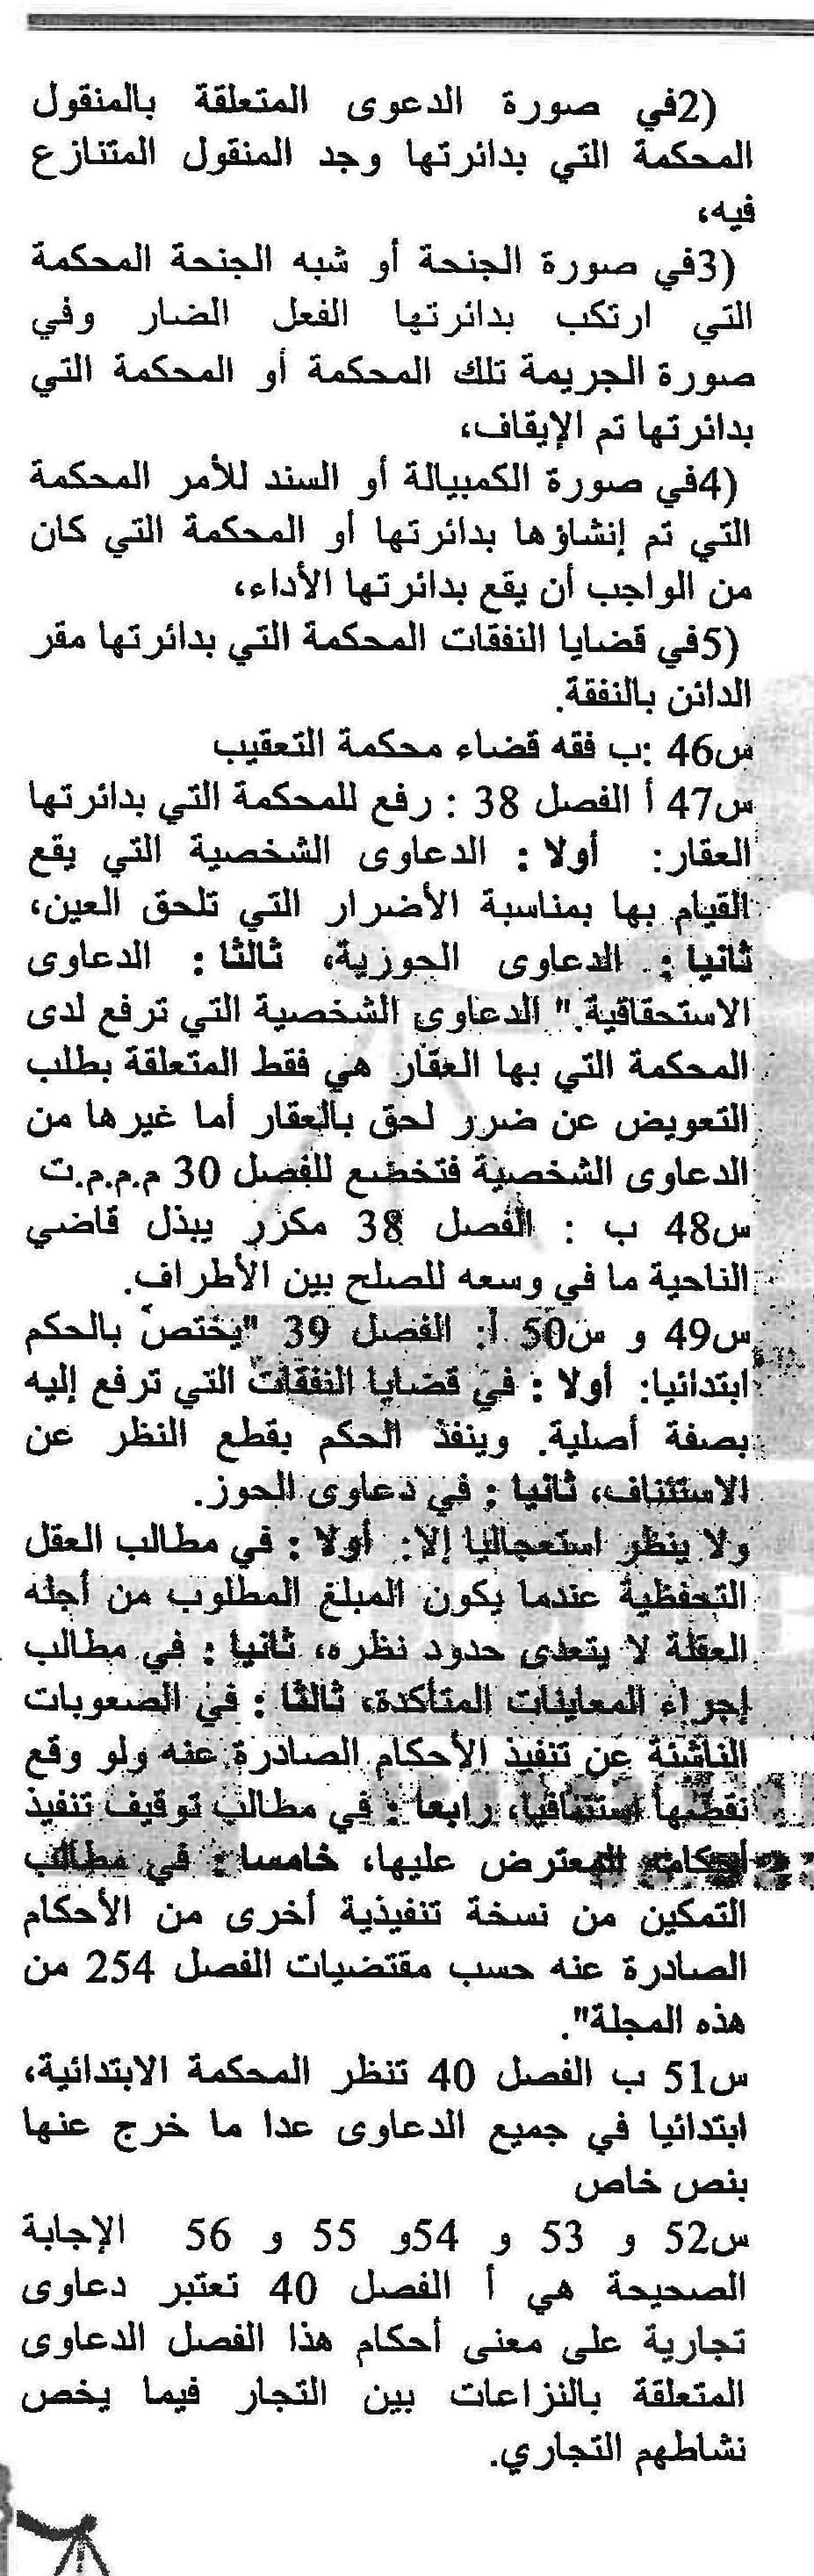 2)في صورة الدعوى المتعلقة بالمنقول
المحكمة التي بدائرتها وجد المنقول المتنازع
فيه،
3)في صورة الجنحة أو شبه الجنحة المحكمة
التي ارتكب بدائرتها الفعل الضار وفي
صورة الجريمة تلك المحكمة أو المحكمة التي
بدائرتها تم الإيقاف،
4)في صورة الكمبيالة أو السند للأمر المحكمة
التي تم إنشاؤها بدائرتها أو المحكمة التي كان
من الواجب أن يقع بدائرتها الأداء،
5)في قضايا النفقات المحكمة التي بدائرتها مقر
الدائن بالنفقة.
س46 :ب فقه قضاء محكمة التعقيب
س47 أ الفصل 38 : رفع للمحكمة التي بدائرتها
العقار: أولا : الدعاوى الشخصية التي يقع
القيام بها بمناسبة الأضرار التي تلحق العين،
ثانيا : الدعاوى الحوزية، ثالثا : الدعاوى
الاستحقاقية." الدعاوى الشخصية التي ترفع لدى
المحكمة التي بها العقار هي فقط المتعلقة بطلب
التعويض عن ضرر لحق بالعقار أما غيرها من
الدعاوى الشخصية فتخضع للفصل 30 م.م.م.ت
س48 ب : الفصل 38 مكرر يبذل قاضي
الناحية ما في وسعه للصلح بين الأطراف.
س49 و س50 أ: الفصل 39 "يختص بالحكم
ابتدائيا: أولا : في قضايا النفقات التي ترفع إليه
بصفة أصلية. وينفذ الحكم بقطع النظر عن
الاستئناف، ثانيا : في دعاوى الحوز.
ولا ينظر استعجاليا إلا: أولا : في مطالب العقل
التحفظية عندما يكون المبلغ المطلوب من أجله
العقلة لا يتعدى حدود نظره، ثانيا : في مطالب
إجراء المعاينات المتأكدة، ثالثا : في الصعوبات
الناشئة عن تنفيذ الأحكام الصادرة عنه ولو وقع
نقضها استئنافيا، رابعا : في مطالب توقيف تنفيذ
أحكامه المعترض عليها، خامسا : في مطالب
التمكين من نسخة تنفيذية أخرى من الأحكام
الصادرة عنه حسب مقتضيات الفصل 254 من
هذه المجلة".
س51 ب الفصل 40 تنظر المحكمة الابتدائية،
ابتدائيا في جميع الدعاوى عدا ما خرج عنها
بنص خاص
س52 و 53 و 54و 55 و 56 الإجابة
الصحيحة هي أ الفصل 40 تعتبر دعاوى
تجارية على معنى أحكام هذا الفصل الدعاوى
المتعلقة بالنزاعات بين التجار فيما يخص
نشاطهم التجاري.